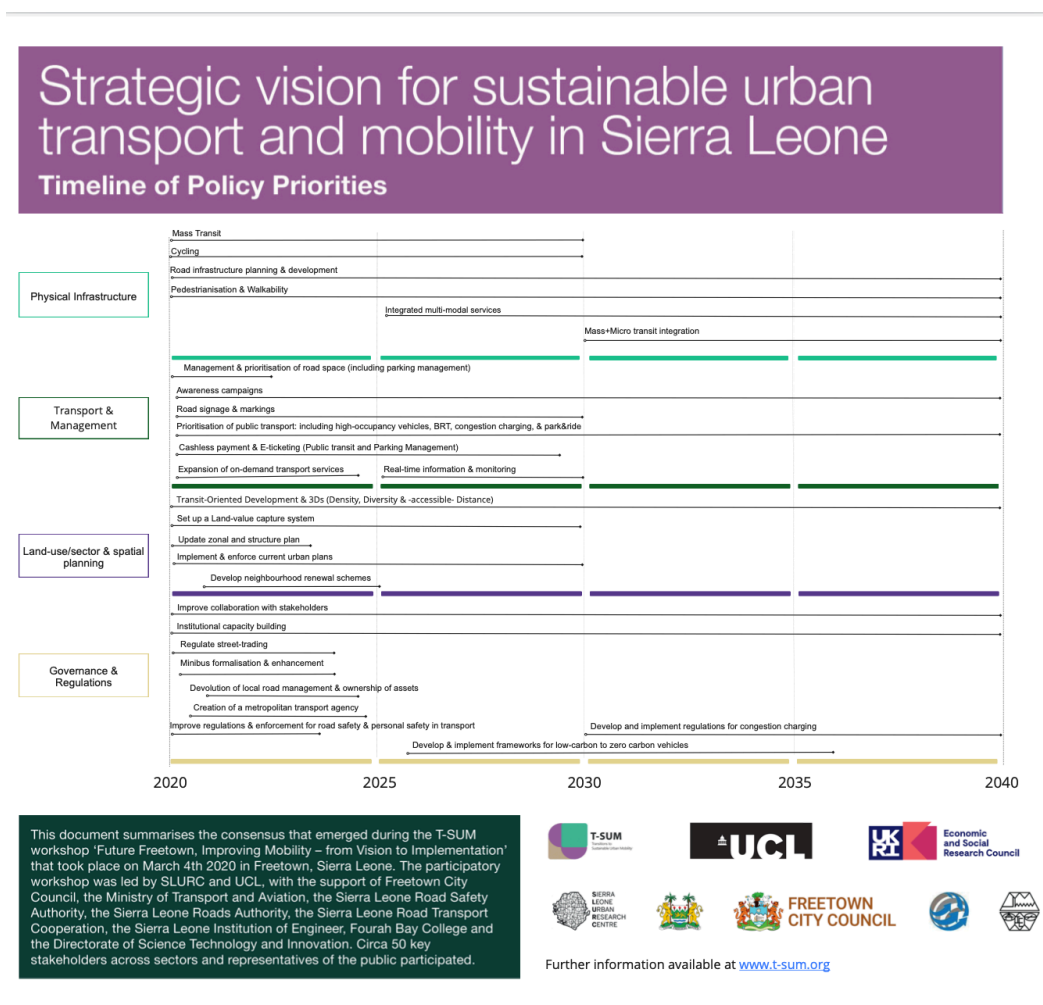 Strategic vision for sustainable urban
transport and mobility in Sierra Leone
Timeline of Policy Priorities
Mass Transit
Cycling
Road infrastructure planning & development
Physical Infrastructure
Pedestrianisation & Walkability
Integrated multi-modal services
Mass+Micro transit integration
Management & prioritisation of road space (including parking management)
Awareness campaigns
Transport &
Management
Road signage & markings
Prioritisation of public transport: including high-occupancy vehicles, BRT, congestion charging, & park&ride
Cashless payment & E-ticketing (Public transit and Parking Management)
Expansion of on-demand transport services
Real-time information & monitoring
Transit-Oriented Development & 3Ds (Density, Diversity & -accessible- Distance)
Set up a Land-value capture system
Update zonal and structure plan
Land-use/sector & spatial
planning
Implement & enforce current urban plans
Develop neighbourhood renewal schemes
Improve collaboration with stakeholders
Institutional capacity building
Regulate street-trading
Minibus formalisation & enhancement
Governance &
Regulations
Devolution of local road management & ownership of assets
Creation of a metropolitan transport agency
Improve regulations & enforcement for road safety & personal safety in transport
Develop and implement regulations for congestion charging
Develop & implement frameworks for low-carbon to zero carbon vehicles
2020 2025 2030 2035 2040
This document summarises the consensus that emerged during the T-SUM
workshop ‘Future Freetown, Improving Mobility – from Vision to Implementation’
that took place on March 4th 2020 in Freetown, Sierra Leone. The participatory
workshop was led by SLURC and UCL, with the support of Freetown City
Council, the Ministry of Transport and Aviation, the Sierra Leone Road Safety
Authority, the Sierra Leone Roads Authority, the Sierra Leone Road Transport
Cooperation, the Sierra Leone Institution of Engineer, Fourah Bay College and
the Directorate of Science Technology and Innovation. Circa 50 key
stakeholders across sectors and representatives of the public participated.
T-SUM
Transitions to
Sustainable Urban Mobility
UCL
UKRI
Economic
and Social
Research Council
SIERRA
LEONE
URBAN
RESEARCH
CENTRE
FREETOWN
CITY COUNCIL
Further information available at www.t-sum.org